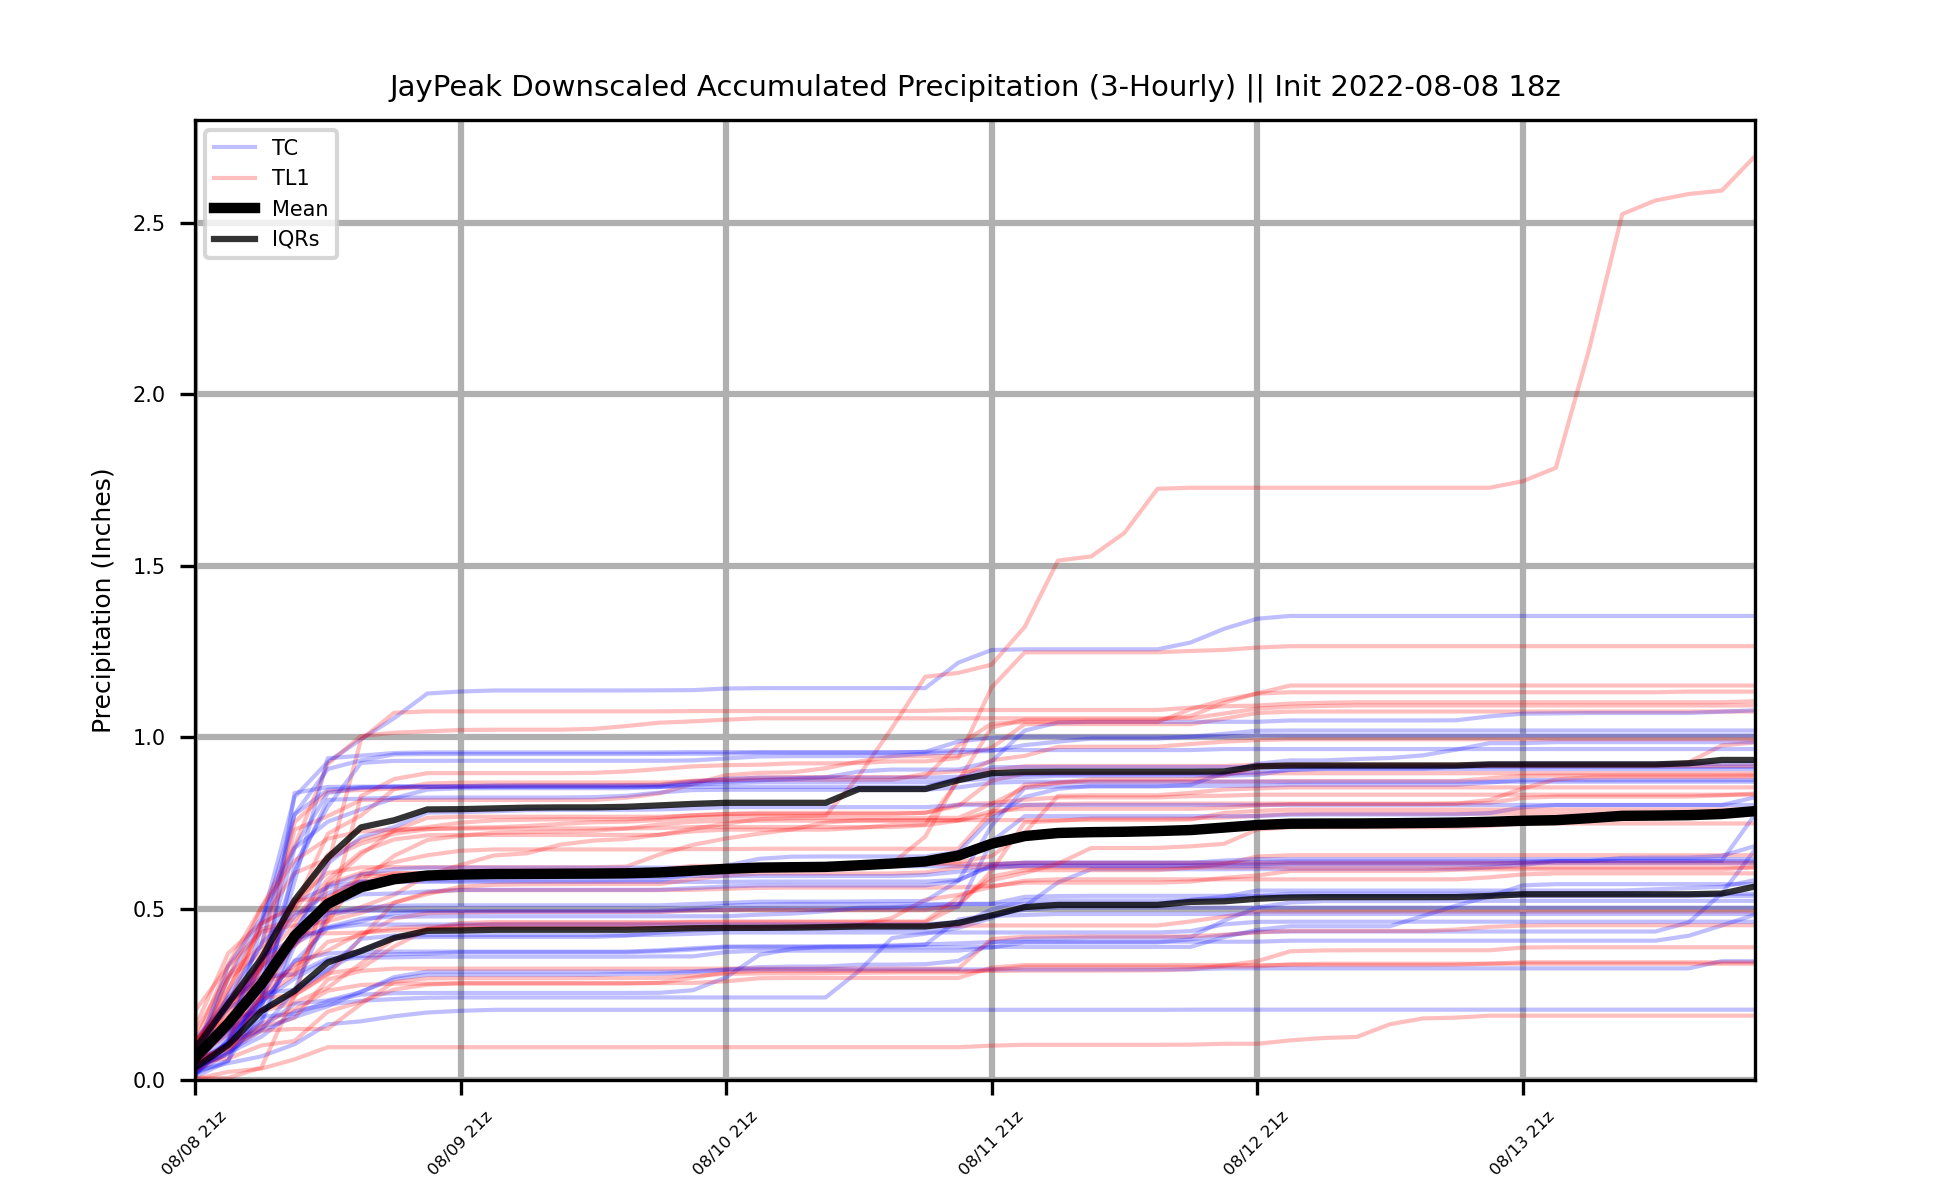 JayPeak Downscaled Accumulated Precipitation (3-Hourly) || Init 2022-08-08 18z
TC
TL1
Mean
IQRs
Precipitation (Inches)
2.5
2.0
1.5
1.0
0.5
0.0
08/08 21z
08/09 21z
08/10 21z
08/11 21z
08/12 21z
08/13 21z